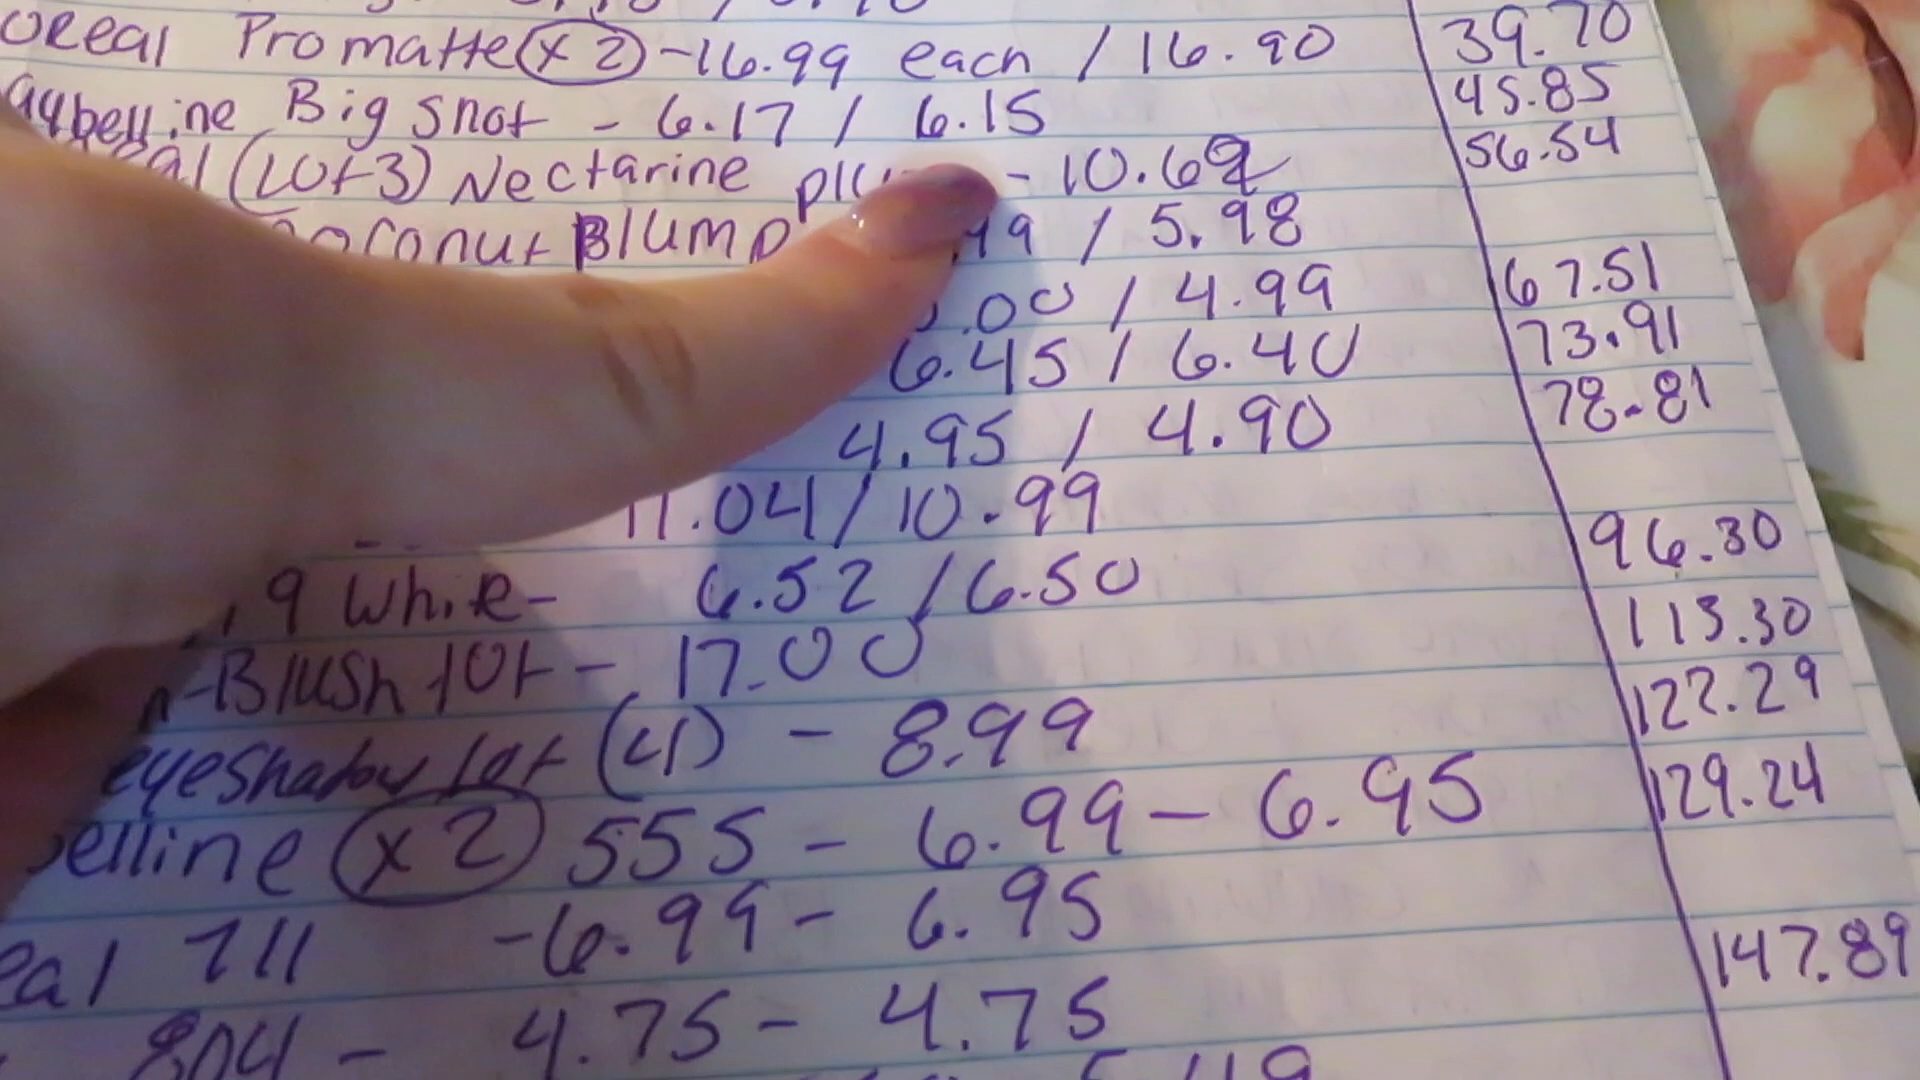 oreal Promatte (x 2) - 16.99 each / 16.90 39.70
aybelline Big Shot - 6.17 / 6.15 45.85
(Lot 3) Nectarine - 10.69 56.54
Coconut Blump 99 / 5.98
.00 / 4.99 67.51
6.45 / 6.40 73.91
4.95 / 4.90 78.81
11.04 / 10.99
9 White - 6.52 / 6.50 96.30
-Blush lot - 17.00 113.30
eyeshadow lot (4) - 8.99 122.29
elline (x 2) 555 - 6.99 - 6.95 129.24
eal 711 - 6.99 - 6.95
804 - 4.75 - 4.75 147.89